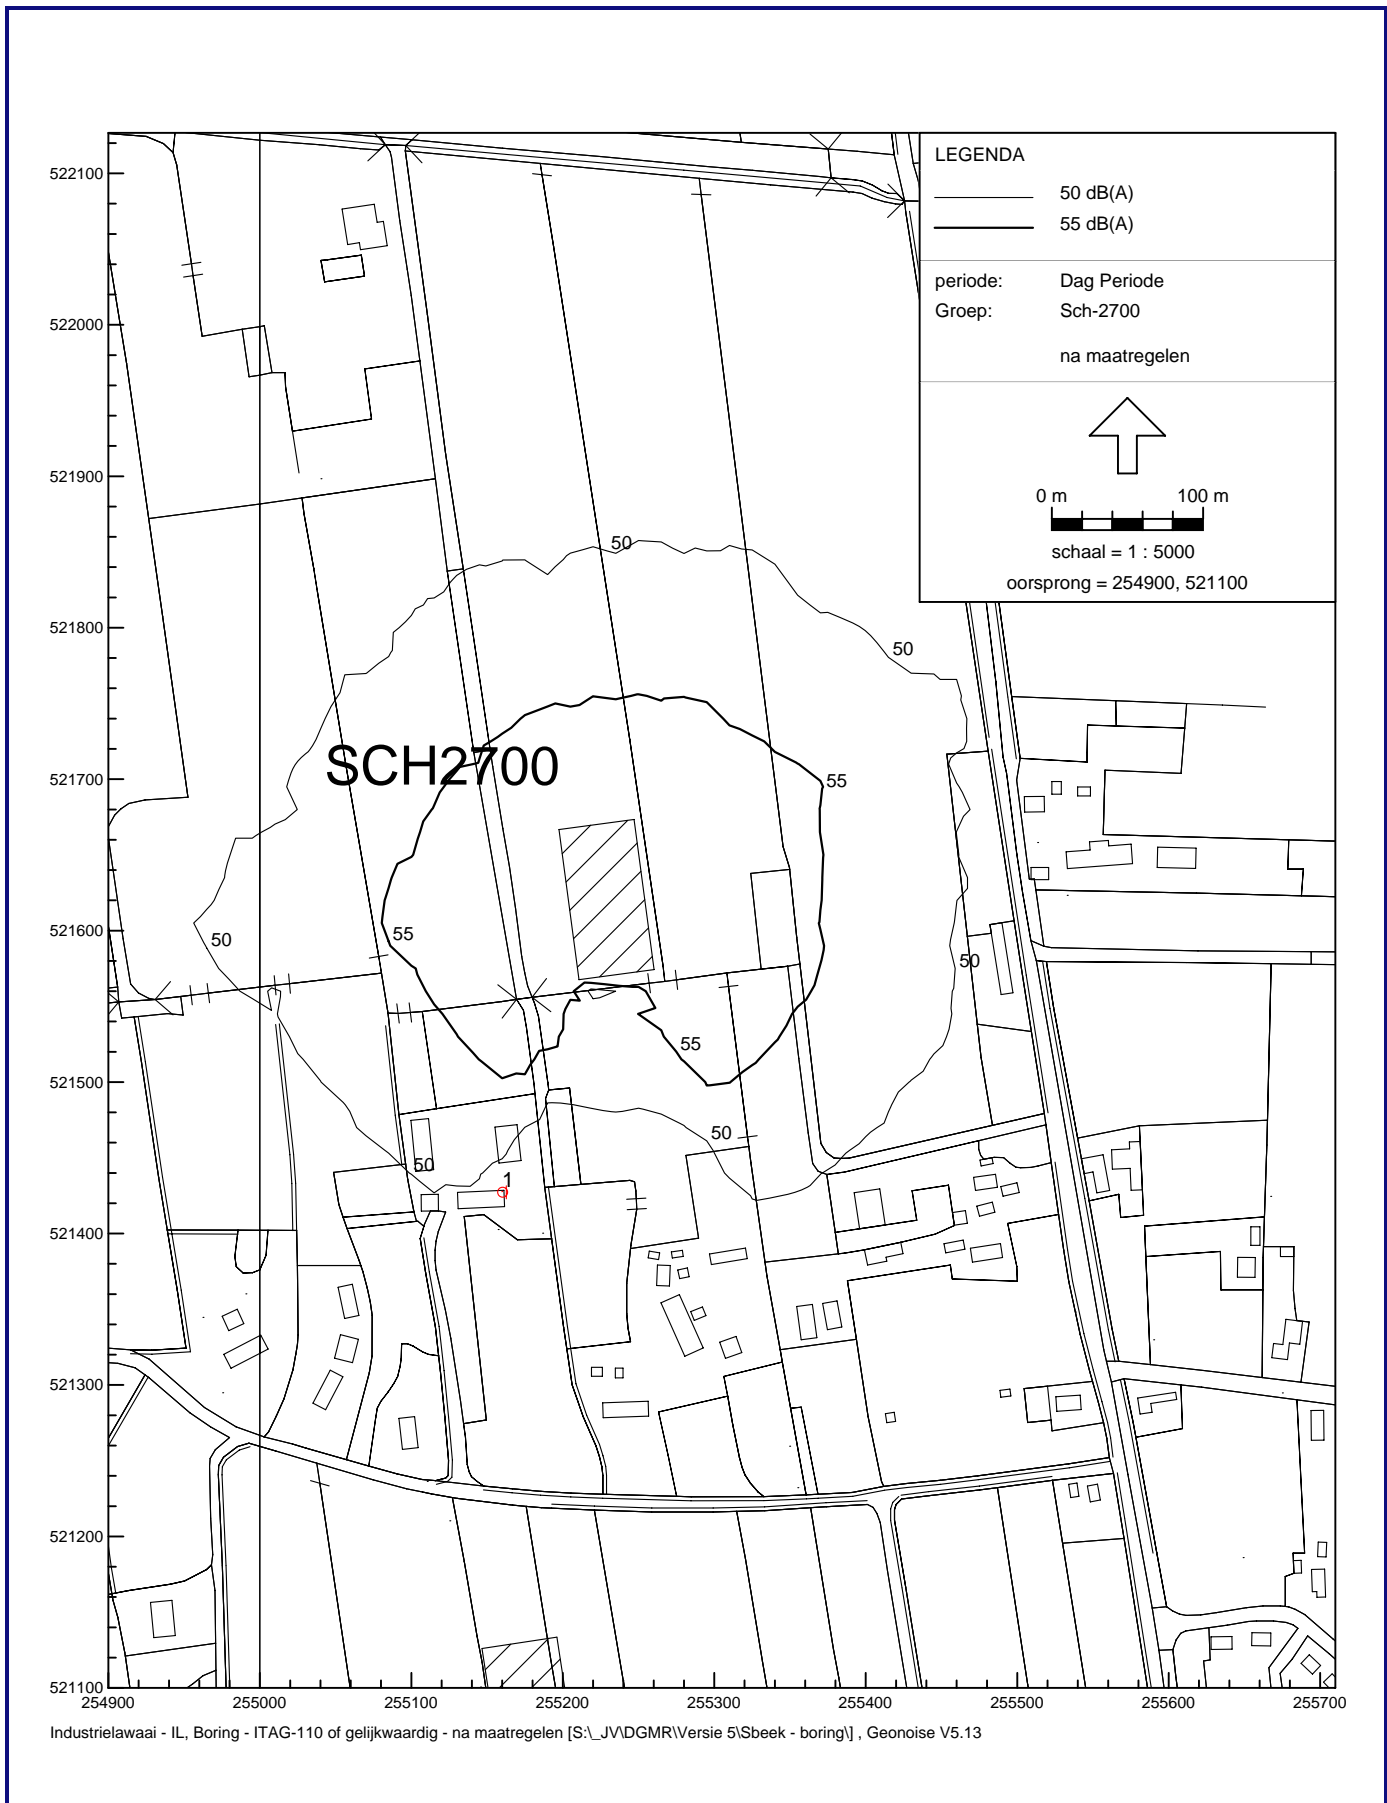 LEGENDA
50 dB(A)
55 dB(A)
periode: Dag Periode
Groep: Sch-2700
na maatregelen
0 m 100 m
schaal = 1 : 5000
oorsprong = 254900, 521100
522100
522000
521900
521800
521700
521600
521500
521400
521300
521200
521100
50
50
SCH2700
55
50
55
50
55
50
50
1
254900 255000 255100 255200 255300 255400 255500 255600 255700
Industrielawaai - IL, Boring - ITAG-110 of gelijkwaardig - na maatregelen [S:\_JV\DGMR\Versie 5\Sbeek - boring\] , Geonoise V5.13